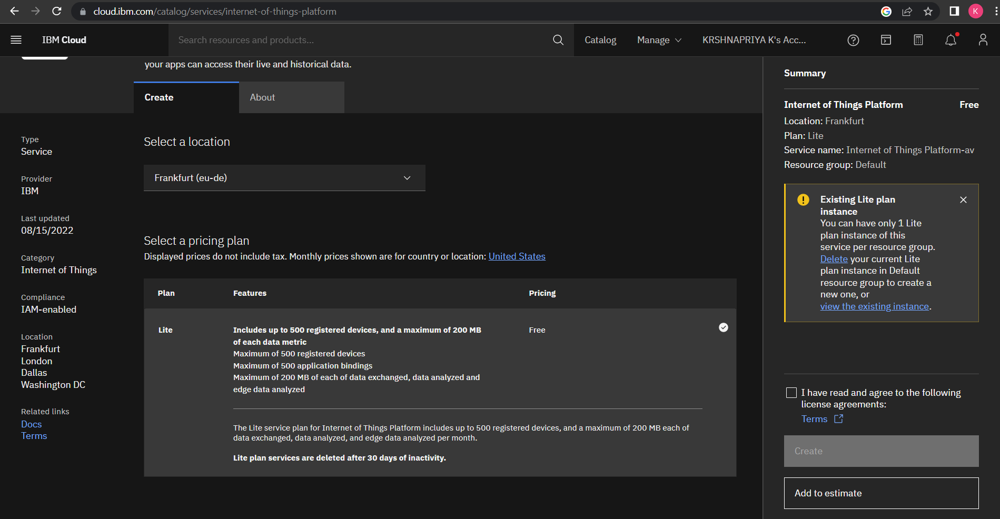 cloud.ibm.com/catalog/services/internet-of-things-platform
K
IBM Cloud
Search resources and products...
Catalog
Manage
KRSHNAPRIYA K's Acc...
your apps can access their live and historical data.
Create
About
Type
Service
Provider
IBM
Last updated
08/15/2022
Category
Internet of Things
Compliance
IAM-enabled
Location
Frankfurt
London
Dallas
Washington DC
Related links
Docs
Terms
Select a location
Frankfurt (eu-de)
Select a pricing plan
Displayed prices do not include tax. Monthly prices shown are for country or location: United States
Plan
Features
Pricing
Lite
Includes up to 500 registered devices, and a maximum of 200 MB
of each data metric
Maximum of 500 registered devices
Maximum of 500 application bindings
Maximum of 200 MB of each of data exchanged, data analyzed and
edge data analyzed
Free
The Lite service plan for Internet of Things Platform includes up to 500 registered devices, and a maximum of 200 MB each of
data exchanged, data analyzed, and edge data analyzed per month.
Lite plan services are deleted after 30 days of inactivity.
Summary
Internet of Things Platform Free
Location: Frankfurt
Plan: Lite
Service name: Internet of Things Platform-av
Resource group: Default
Existing Lite plan
instance
You can have only 1 Lite
plan instance of this
service per resource group.
Delete your current Lite
plan instance in Default
resource group to create a
new one, or
view the existing instance.
I have read and agree to the following
license agreements:
Terms
Create
Add to estimate